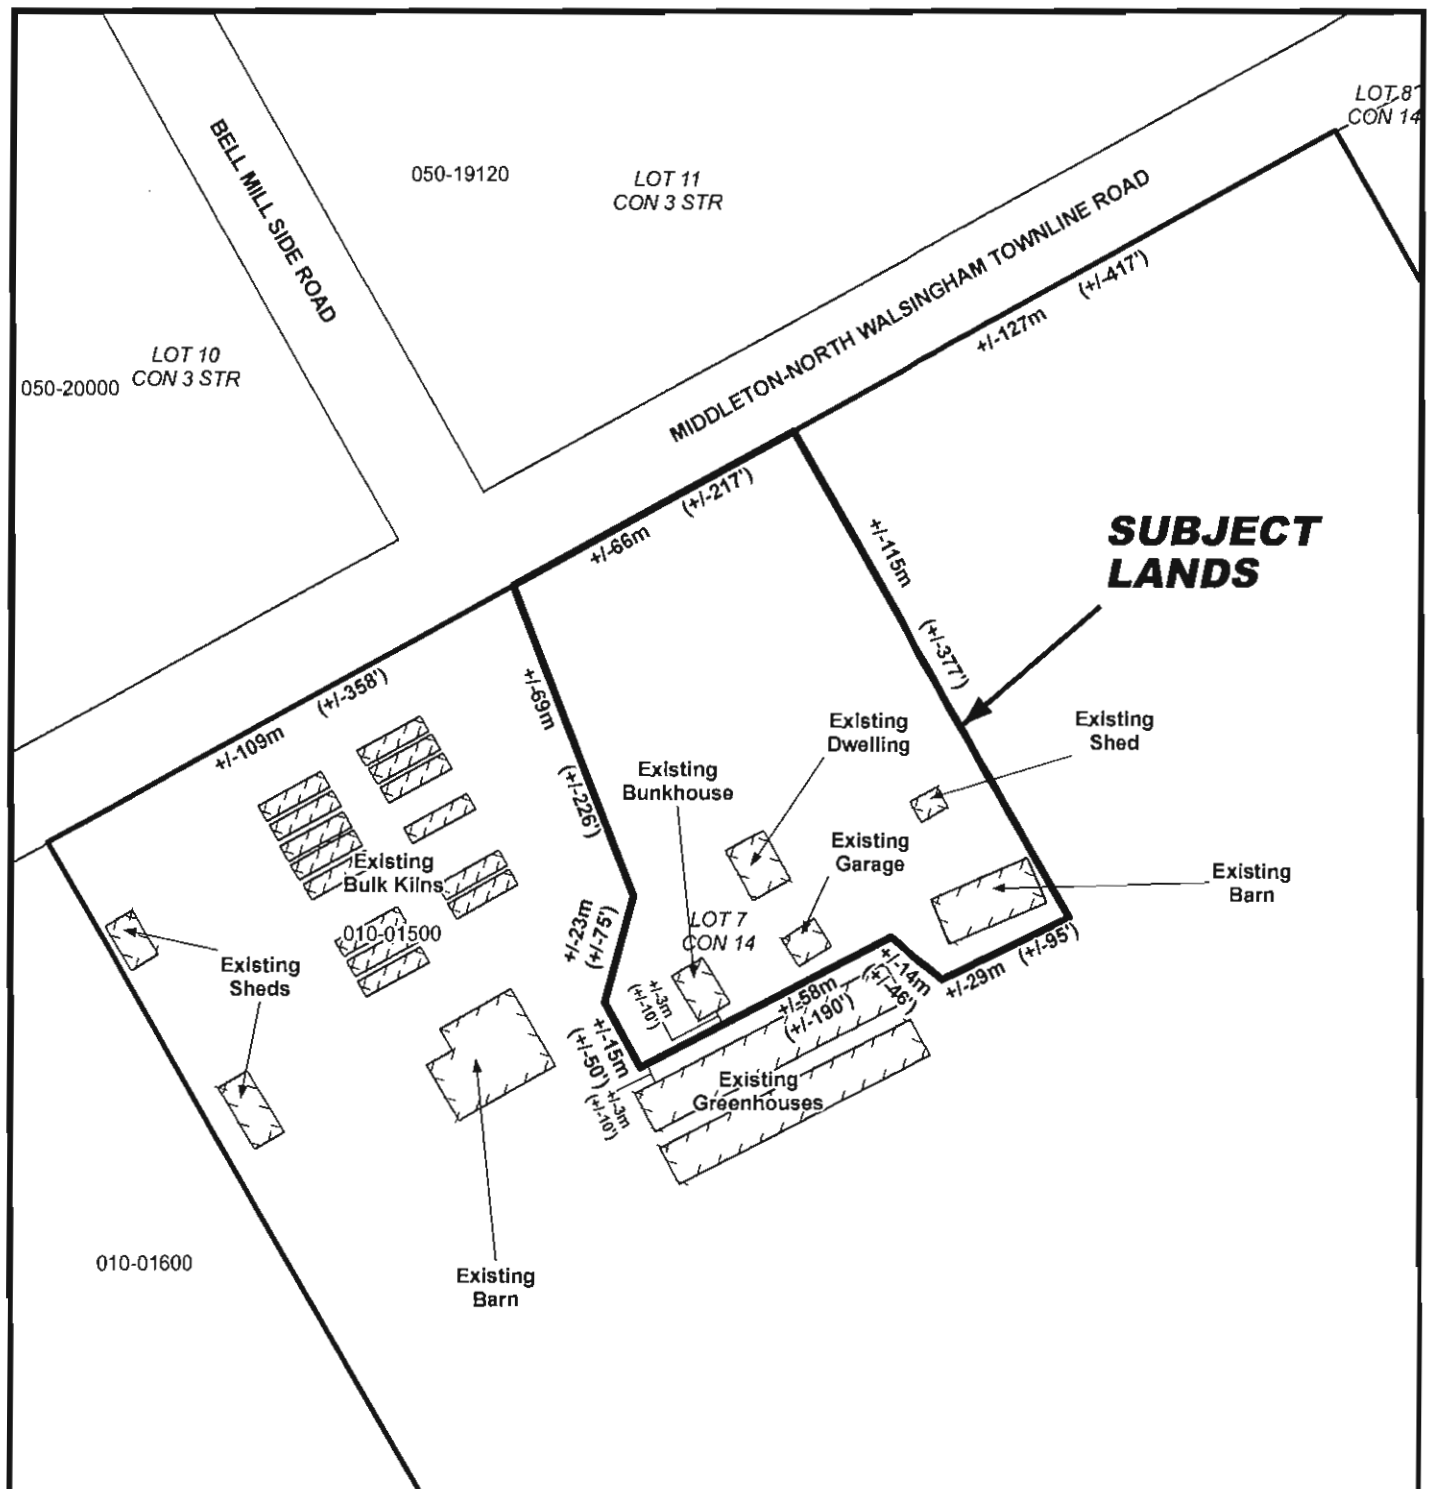 LOT 8
CON 14
BELL MILL SIDE ROAD
050-19120
LOT 11
CON 3 STR
MIDDLETON-NORTH WALSINGHAM TOWNLINE ROAD
(+/-417')
+/-127m
LOT 10
CON 3 STR
050-20000
(+/-217')
+/-66m
+/-115m
(+/-377')
SUBJECT
LANDS
+/-69m
(+/-226')
(+/-358')
+/-109m
Existing
Dwelling
Existing
Shed
Existing
Bunkhouse
Existing
Garage
Existing
Bulk Kilns
Existing
Barn
010-01500
+/-23m
(+/-75')
LOT 7
CON 14
Existing
Sheds
+/-3m
(+/-10')
+/-58m
(+/-190')
+/-14m
(+/-46')
+/-29m
(+/-95')
+/-15m
(+/-50')
+/-3m
(+/-10')
Existing
Greenhouses
010-01600
Existing
Barn